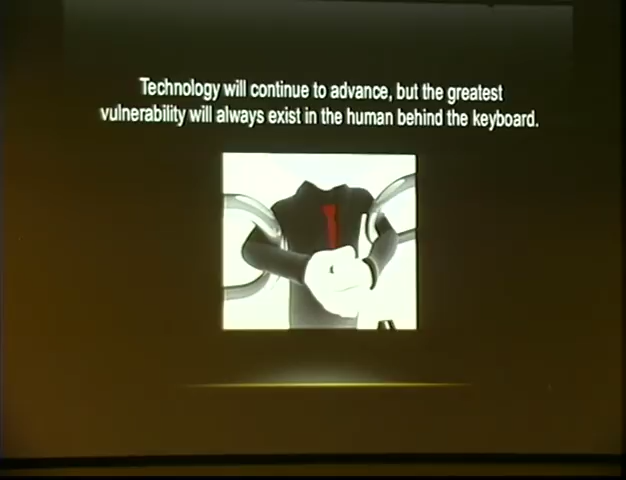 Technology will continue to advance, but the greatest
vulnerability will always exist in the human behind the keyboard.